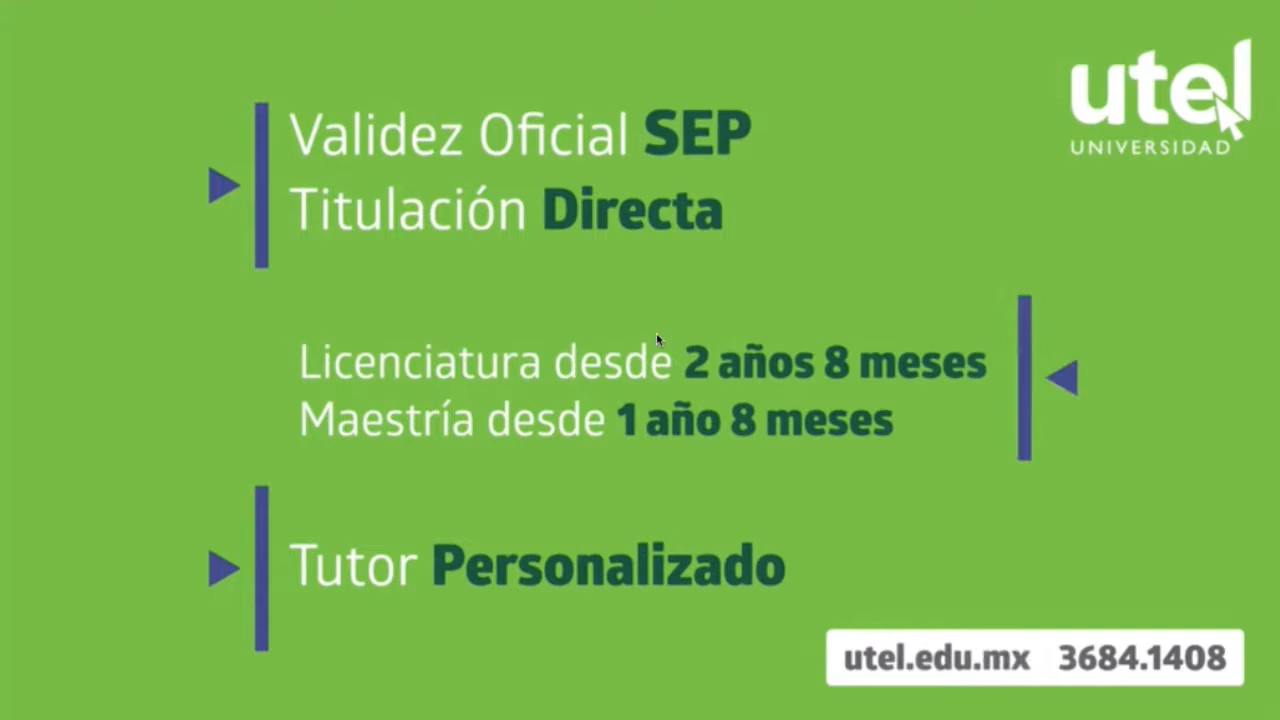 utel
UNIVERSIDAD
Validez Oficial SEP
Titulación Directa
Licenciatura desde 2 años 8 meses
Maestría desde 1 año 8 meses
Tutor Personalizado
utel.edu.mx 3684.1408